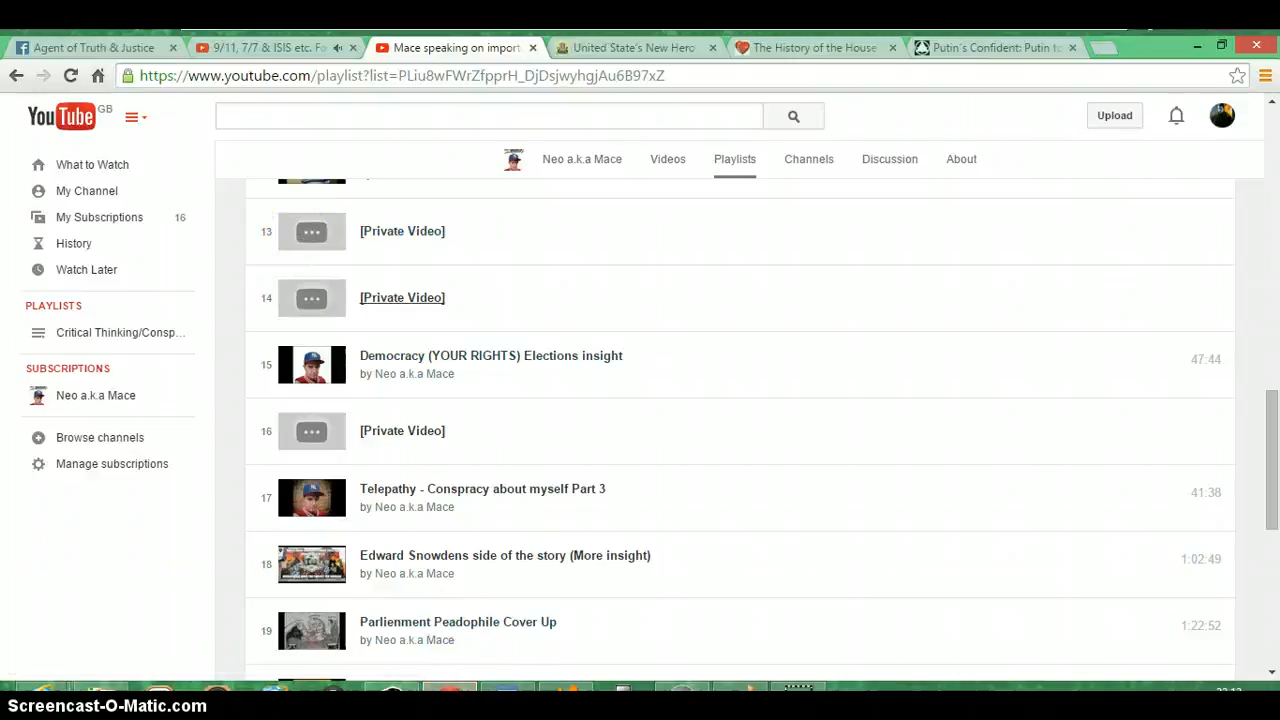 Agent of Truth & Justice
9/11, 7/7 & ISIS etc. Fo
Mace speaking on import
United State's New Hero
The History of the House
Putin's Confident: Putin to
https://www.youtube.com/playlist?list=PLiu8wFWrZfpprH_DjDsjwyhgjAu6B97xZ
YouTube GB
Upload
Neo a.k.a Mace
Videos
Playlists
Channels
Discussion
About
What to Watch
My Channel
My Subscriptions 16
History
Watch Later
PLAYLISTS
Critical Thinking/Consp...
SUBSCRIPTIONS
Neo a.k.a Mace
Browse channels
Manage subscriptions
13 [Private Video]
14 [Private Video]
15 Democracy (YOUR RIGHTS) Elections insight 47:44
by Neo a.k.a Mace
16 [Private Video]
17 Telepathy - Conspracy about myself Part 3 41:38
by Neo a.k.a Mace
18 Edward Snowdens side of the story (More insight) 1:02:49
by Neo a.k.a Mace
19 Parlienment Peadophile Cover Up 1:22:52
by Neo a.k.a Mace
Screencast-O-Matic.com